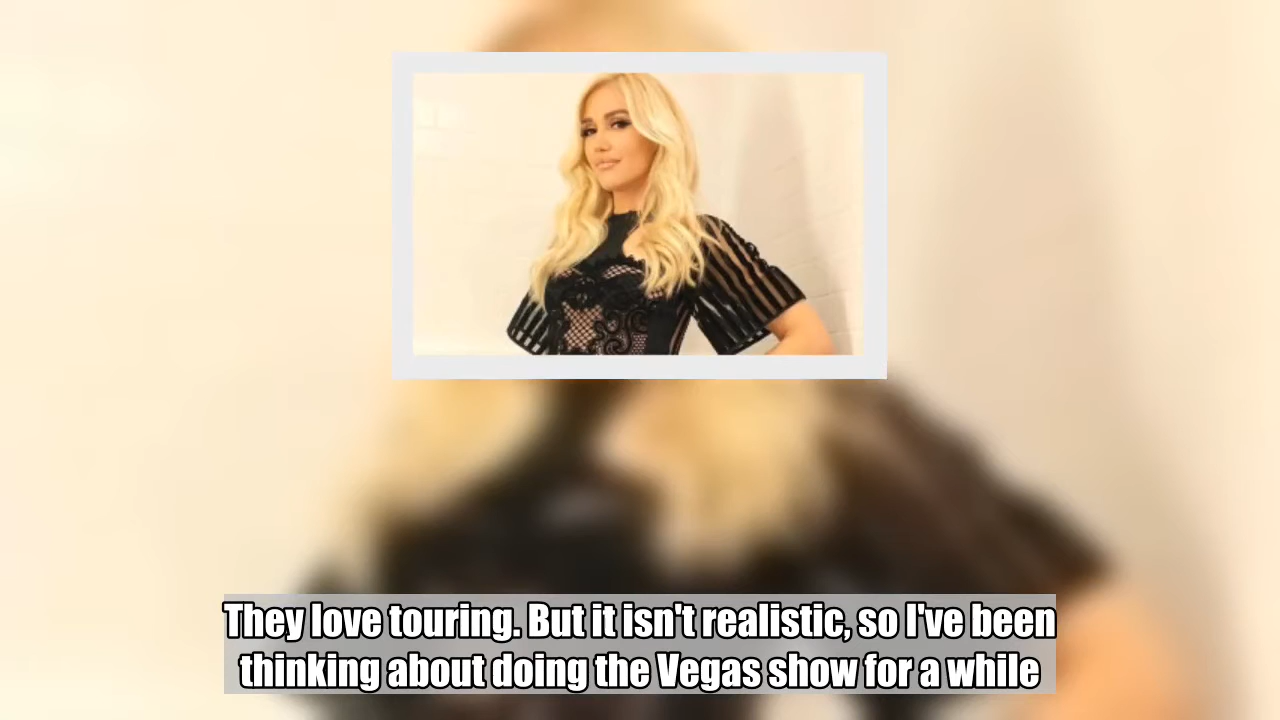 They love touring. But it isn't realistic, so I've been
thinking about doing the Vegas show for a while